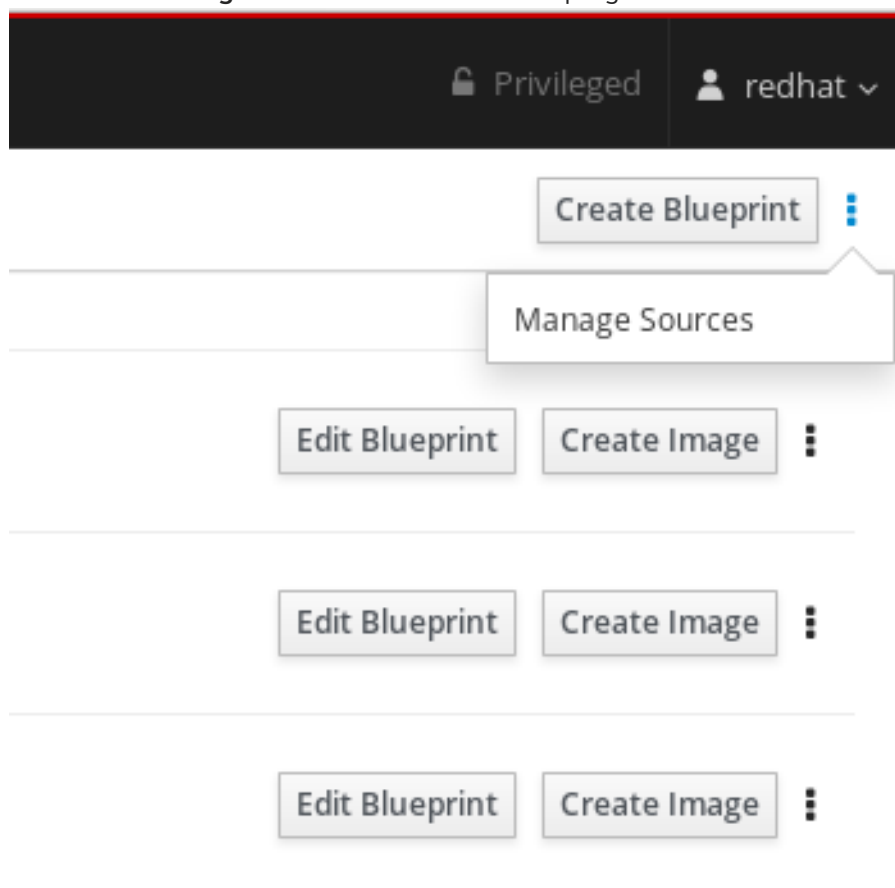 Privileged redhat
Create Blueprint
Manage Sources
Edit Blueprint Create Image
Edit Blueprint Create Image
Edit Blueprint Create Image